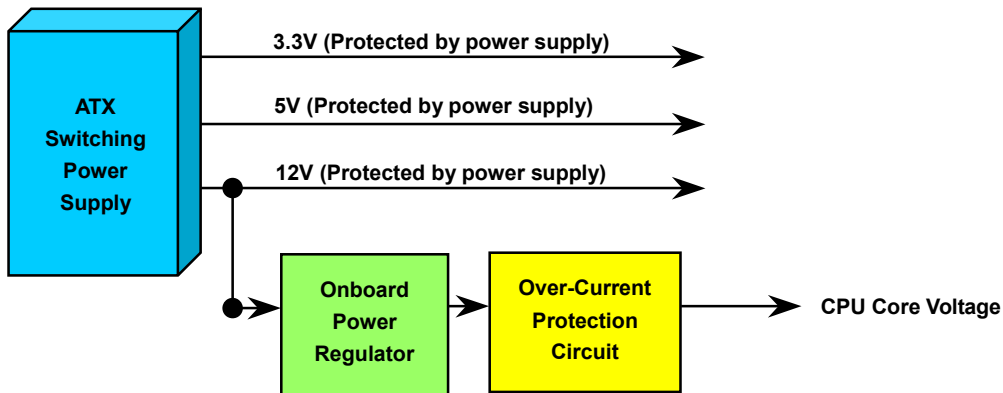 3.3V (Protected by power supply)
ATX
Switching
Power
Supply
5V (Protected by power supply)
12V (Protected by power supply)
Onboard
Power
Regulator
Over-Current
Protection
Circuit
CPU Core Voltage